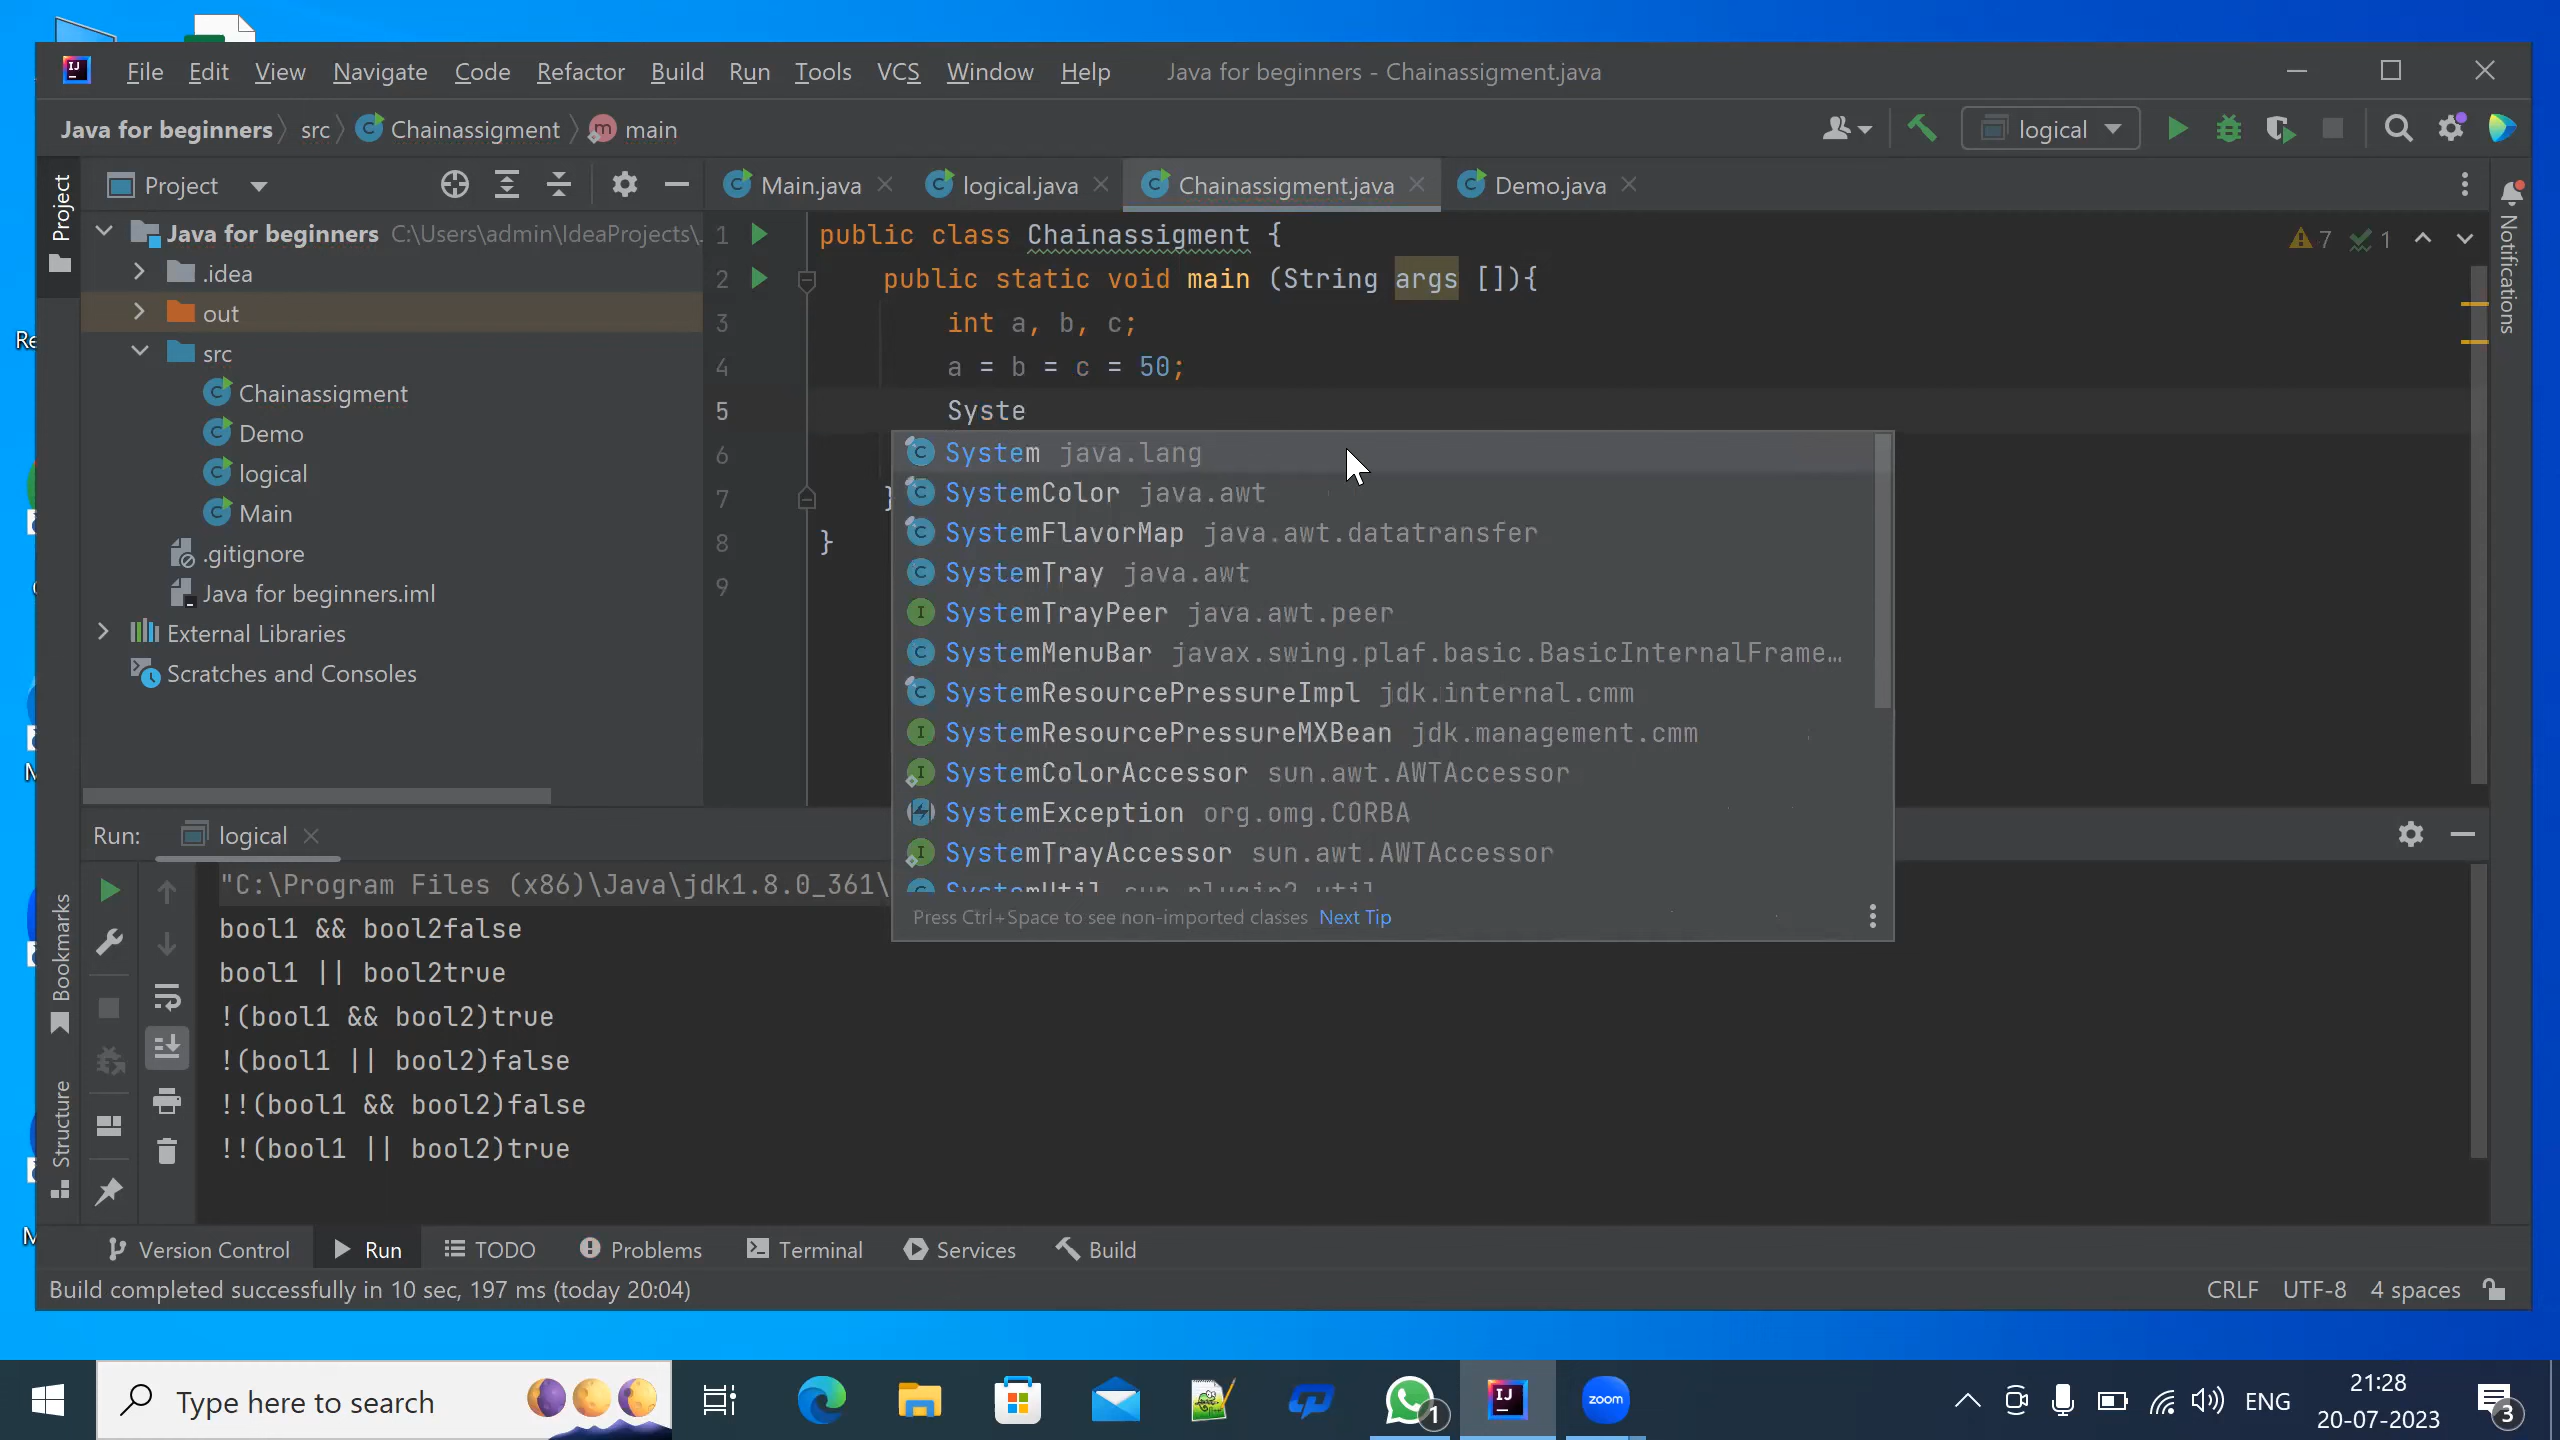 File Edit View Navigate Code Refactor Build Run Tools VCS Window Help Java for beginners - Chainassigment.java
Java for beginners src Chainassigment main
logical
Project
Main.java logical.java Chainassigment.java Demo.java
Project
Java for beginners C:\Users\admin\IdeaProjects\
.idea
out
src
Chainassigment
Demo
logical
Main
.gitignore
Java for beginners.iml
External Libraries
Scratches and Consoles
1 public class Chainassigment {
2 public static void main (String args []){
3 int a, b, c;
4 a = b = c = 50;
5 Syste
6
7 }
8 }
9
7 1
Notifications
System java.lang
SystemColor java.awt
SystemFlavorMap java.awt.datatransfer
SystemTray java.awt
SystemTrayPeer java.awt.peer
SystemMenuBar javax.swing.plaf.basic.BasicInternalFrame…
SystemResourcePressureImpl jdk.internal.cmm
SystemResourcePressureMXBean jdk.management.cmm
SystemColorAccessor sun.awt.AWTAccessor
SystemException org.omg.CORBA
SystemTrayAccessor sun.awt.AWTAccessor
SystemUtil sun.plugin2.util
Press Ctrl+Space to see non-imported classes Next Tip
Run: logical
"C:\Program Files (x86)\Java\jdk1.8.0_361\
bool1 && bool2false
bool1 || bool2true
!(bool1 && bool2)true
!(bool1 || bool2)false
!!(bool1 && bool2)false
!!(bool1 || bool2)true
Bookmarks
Structure
Version Control Run TODO Problems Terminal Services Build
Build completed successfully in 10 sec, 197 ms (today 20:04)
CRLF UTF-8 4 spaces
Type here to search
zoom
1
ENG
21:28
20-07-2023
3